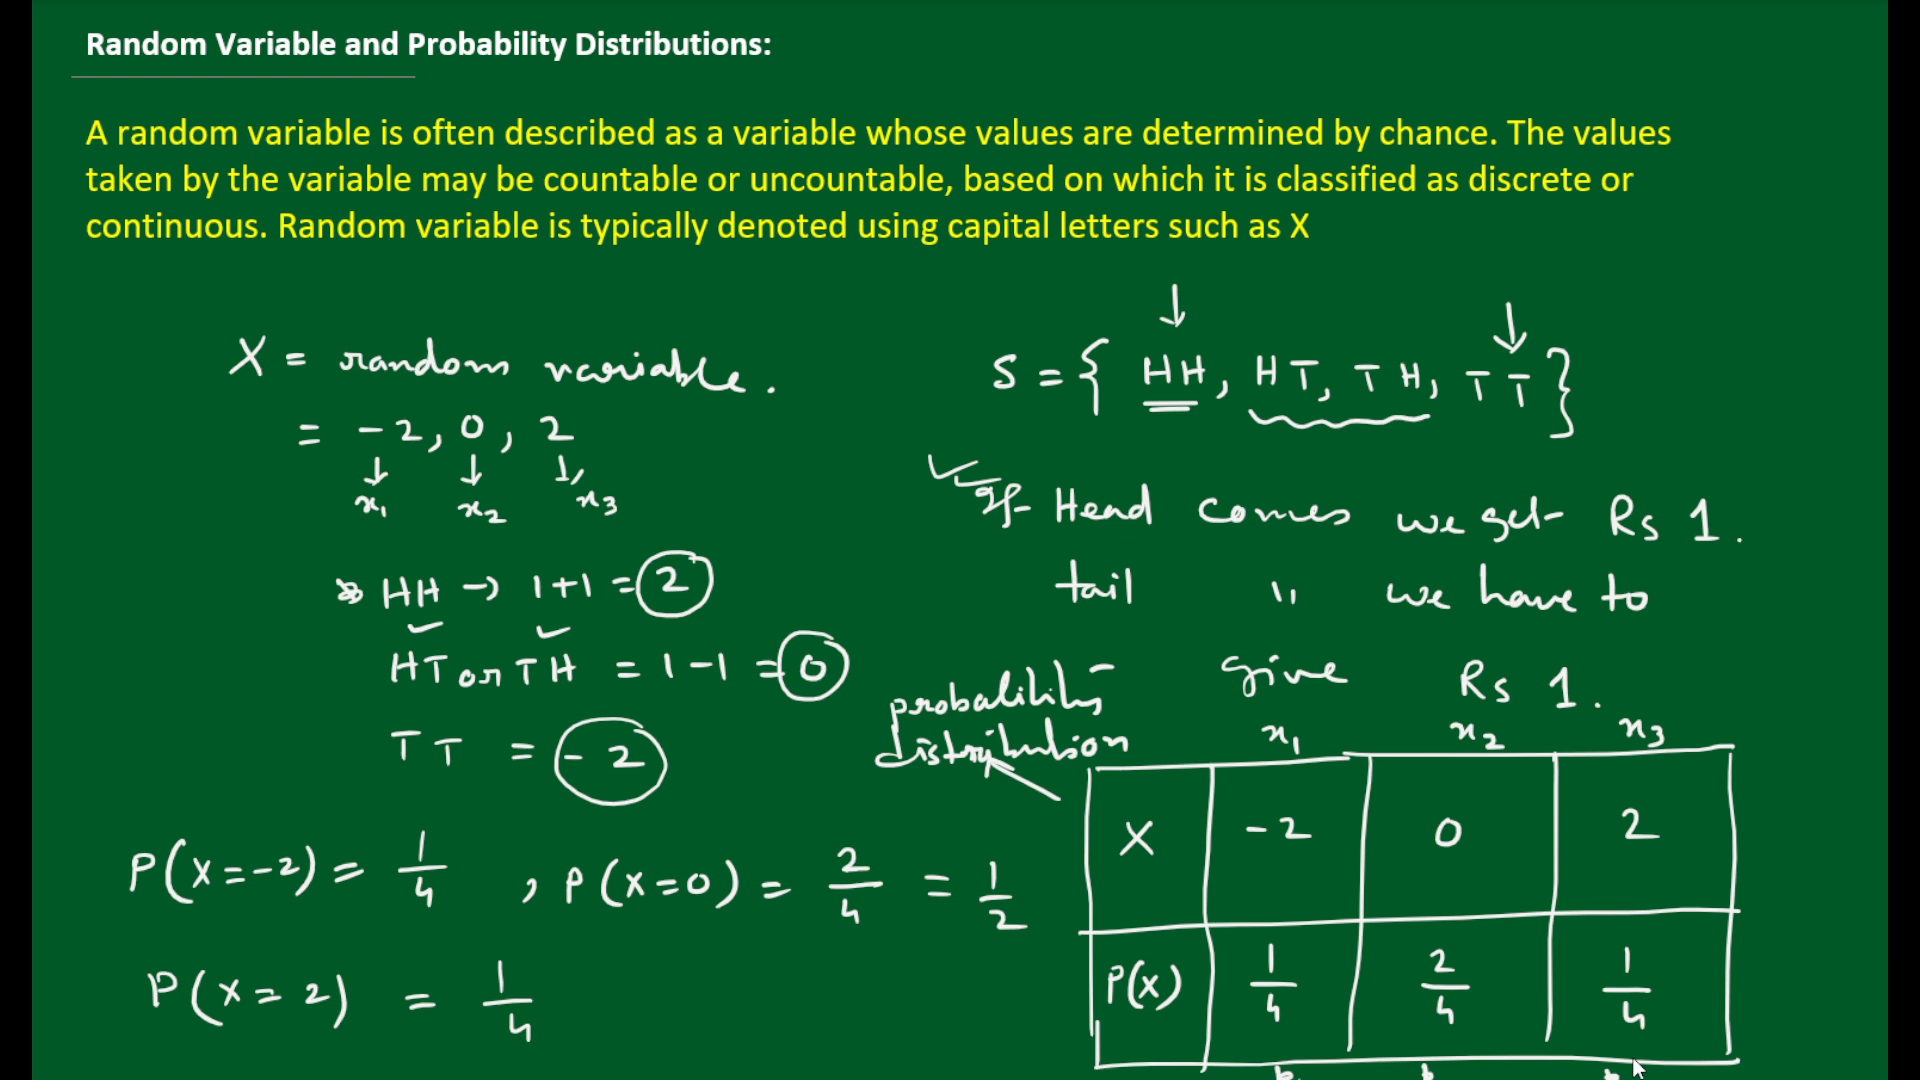 Random Variable and Probability Distributions:
A random variable is often described as a variable whose values are determined by chance. The values
taken by the variable may be countable or uncountable, based on which it is classified as discrete or
continuous. Random variable is typically denoted using capital letters such as X
X = random variable.
= -2, 0, 2
x₁ x₂ x₃
HH → 1+1 = 2
HT or TH = 1-1 = 0
TT = -2
P(X=-2) = 1/4 , P(X=0) = 2/4 = 1/2
P(X=2) = 1/4
S = { HH, HT, TH, TT }
If Head comes we get Rs 1.
tail " we have to
give Rs 1.
probability
distribution
x₁ x₂ x₃
X -2 0 2
P(X) 1/4 2/4 1/4